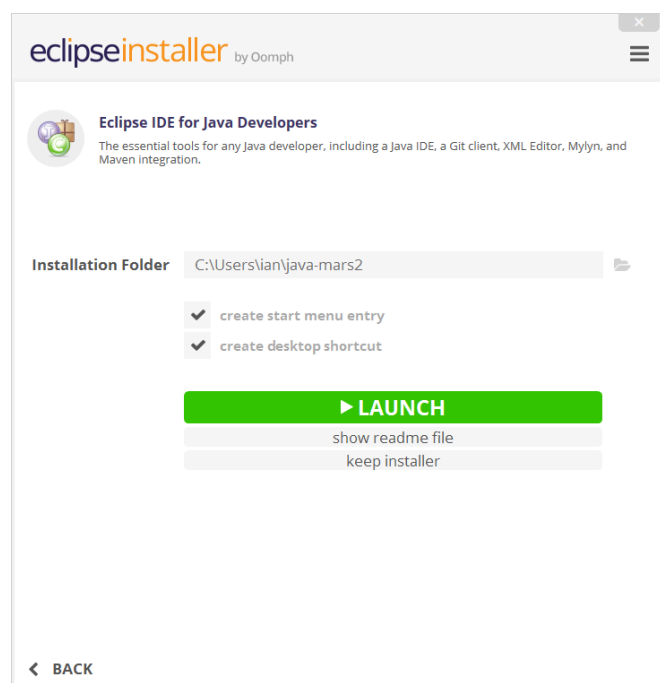 eclipseinstaller by Oomph
Eclipse IDE for Java Developers
The essential tools for any Java developer, including a Java IDE, a Git client, XML Editor, Mylyn, and
Maven integration.
Installation Folder C:\Users\ian\java-mars2
create start menu entry
create desktop shortcut
LAUNCH
show readme file
keep installer
BACK